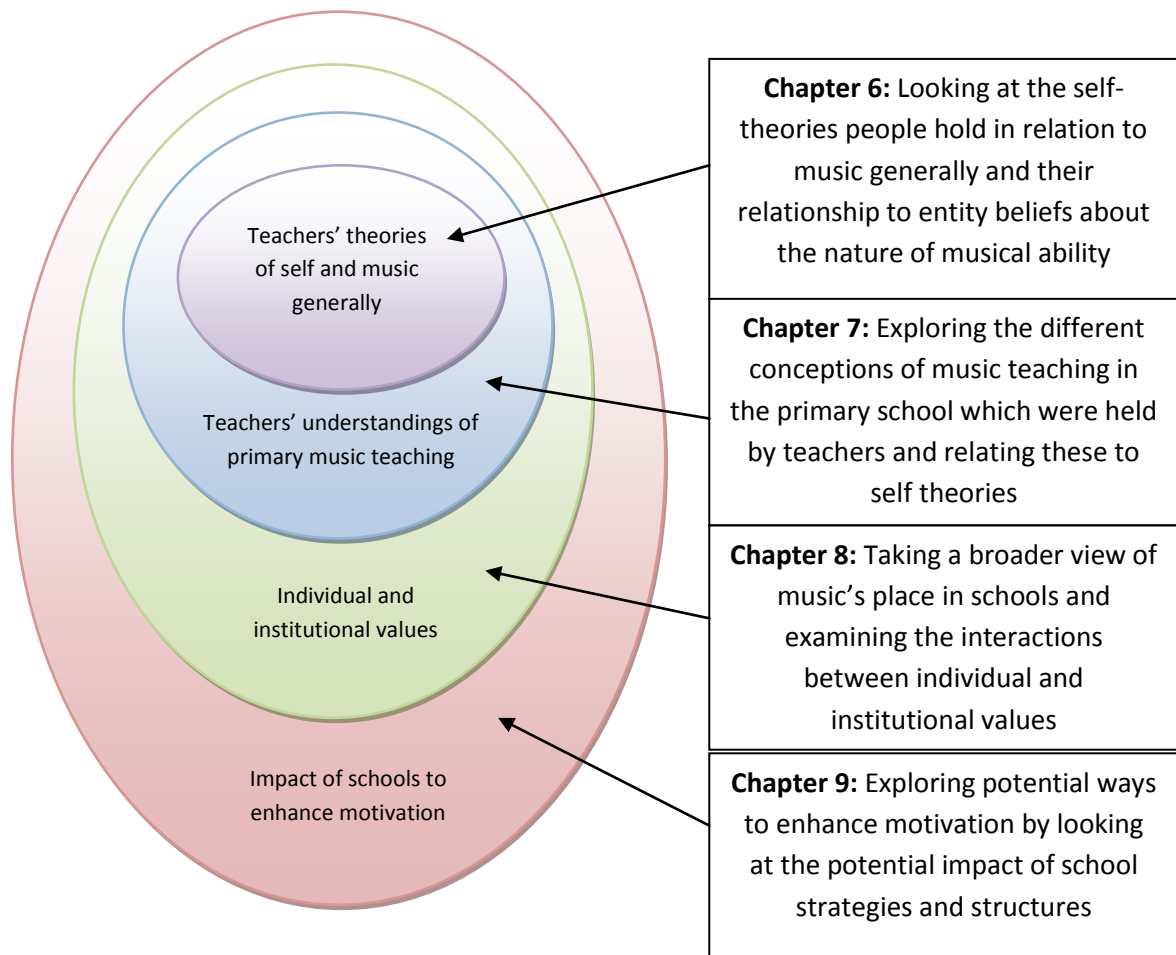 Teachers' theories
of self and music
generally
Teachers' understandings of
primary music teaching
Individual and
institutional values
Impact of schools to
enhance motivation
Chapter 6: Looking at the self-
theories people hold in relation to
music generally and their
relationship to entity beliefs about
the nature of musical ability
Chapter 7: Exploring the different
conceptions of music teaching in
the primary school which were held
by teachers and relating these to
self theories
Chapter 8: Taking a broader view of
music's place in schools and
examining the interactions
between individual and
institutional values
Chapter 9: Exploring potential ways
to enhance motivation by looking
at the potential impact of school
strategies and structures